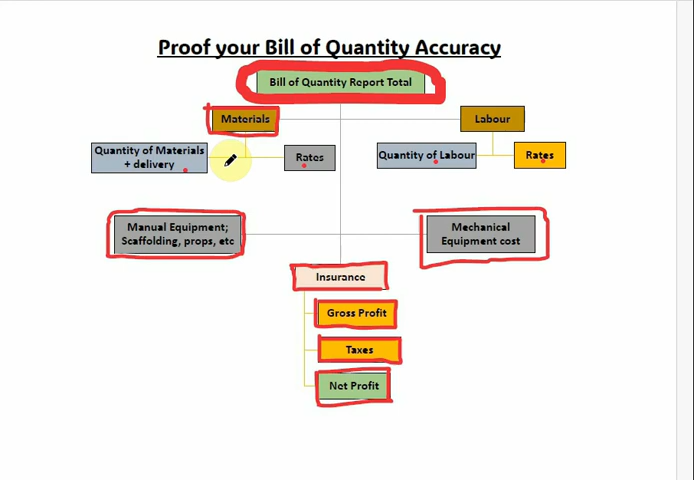 Proof your Bill of Quantity Accuracy
Bill of Quantity Report Total
Materials
Labour
Quantity of Materials
+ delivery
Rates
Quantity of Labour
Rates
Manual Equipment;
Scaffolding, props, etc
Mechanical
Equipment cost
Insurance
Gross Profit
Taxes
Net Profit